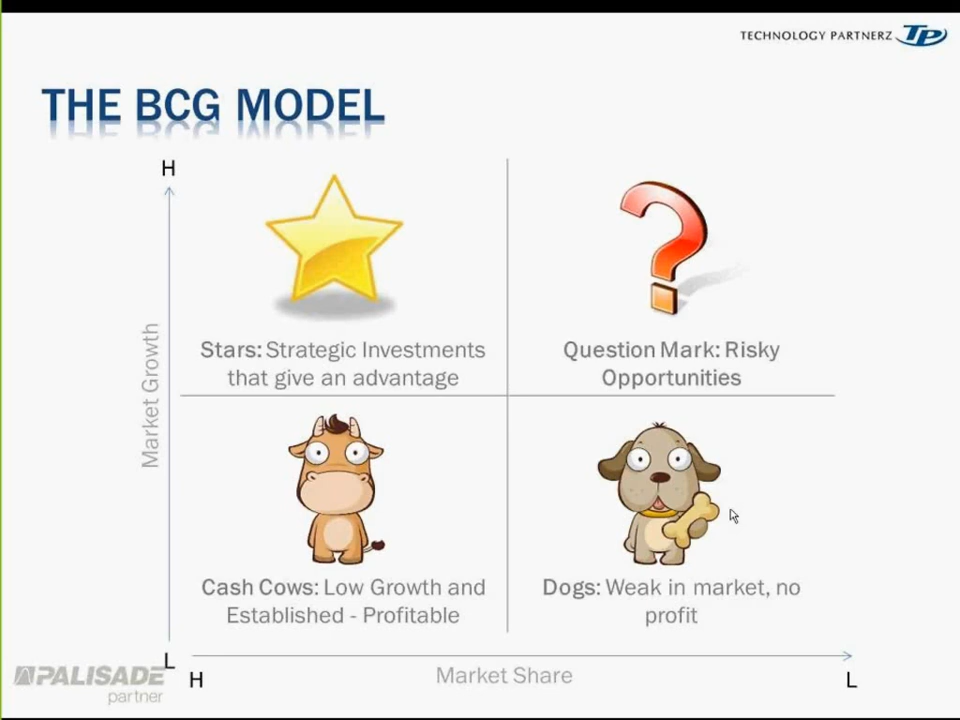 TECHNOLOGY PARTNERZ TP
THE BCG MODEL
H
Market Growth
Stars: Strategic Investments
that give an advantage
Question Mark: Risky
Opportunities
Cash Cows: Low Growth and
Established - Profitable
Dogs: Weak in market, no
profit
L
H
Market Share
L
PALISADE
partner